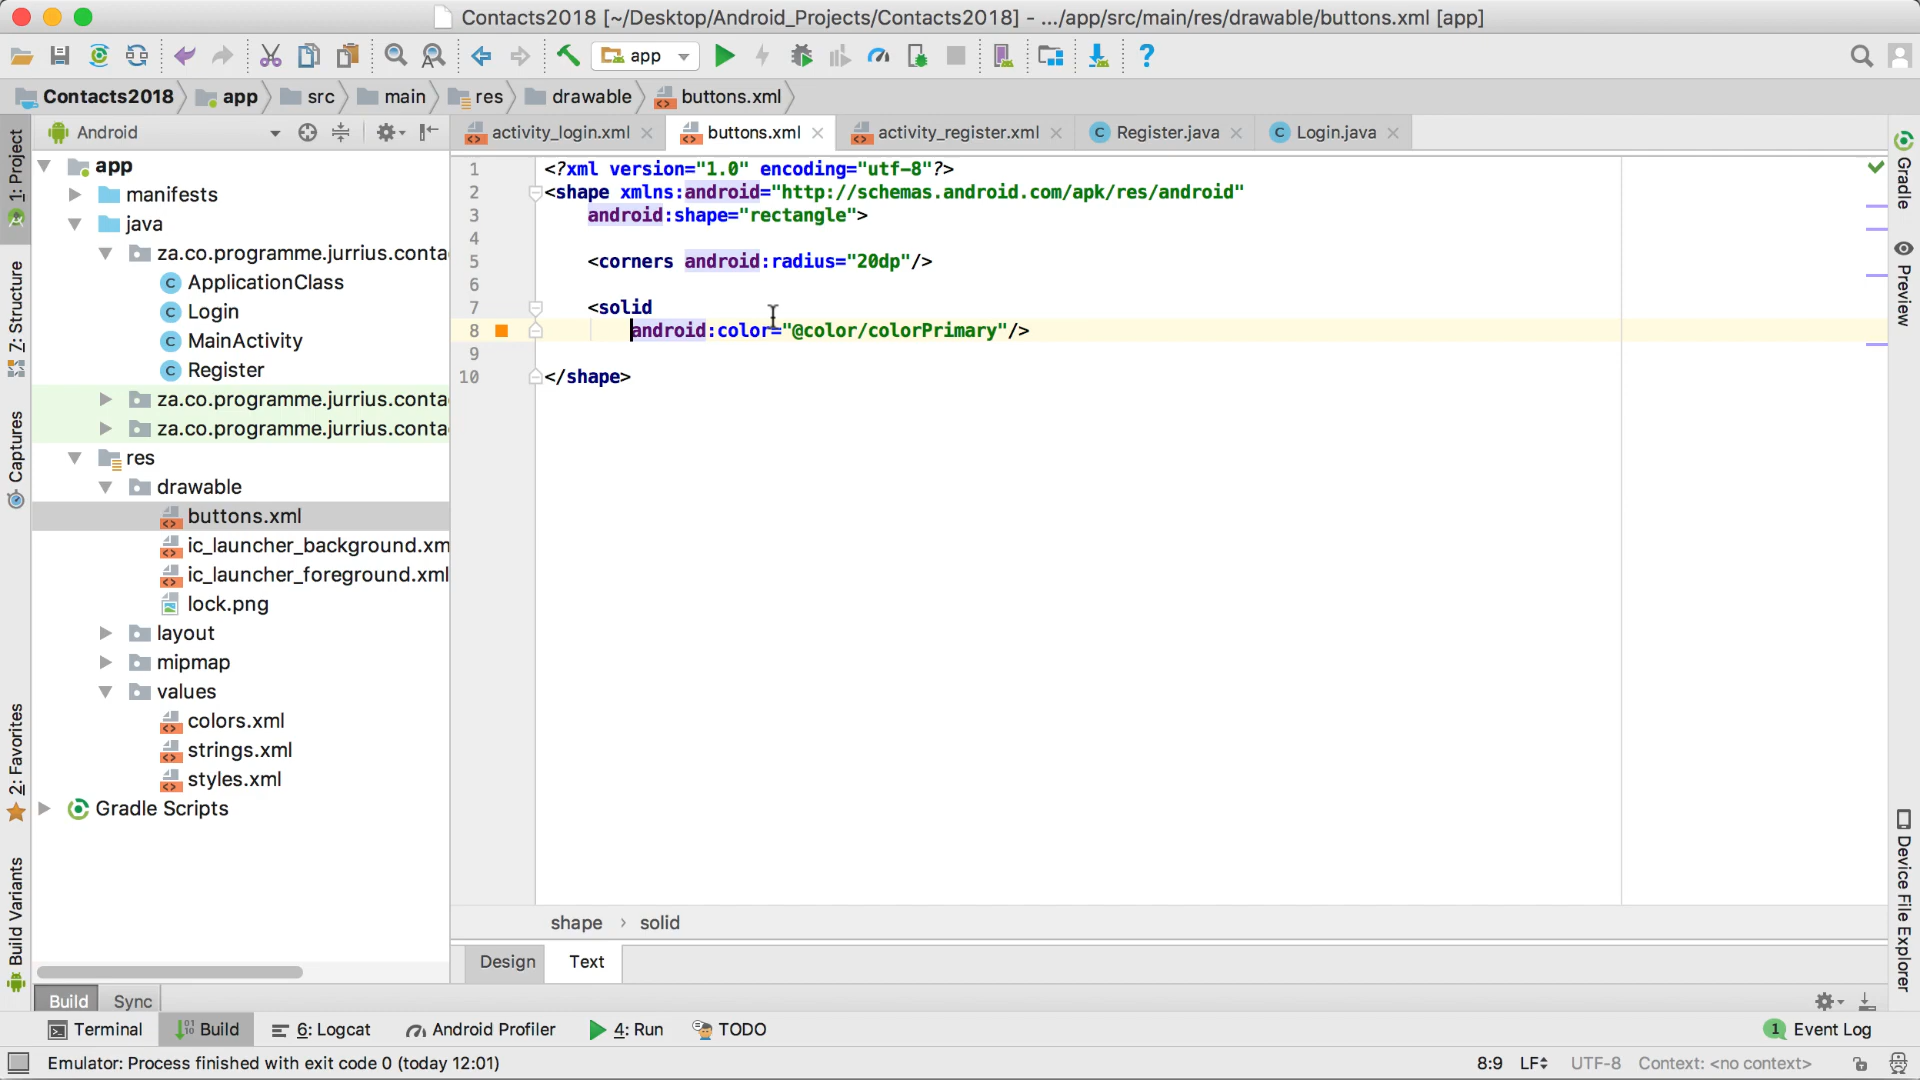 Contacts2018 [~/Desktop/Android_Projects/Contacts2018] - .../app/src/main/res/drawable/buttons.xml [app]
app
Contacts2018 app src main res drawable buttons.xml
Android
activity_login.xml buttons.xml activity_register.xml Register.java Login.java
1: Project
Z: Structure
Captures
2: Favorites
Build Variants
app
manifests
java
za.co.programme.jurrius.conta
ApplicationClass
Login
MainActivity
Register
za.co.programme.jurrius.conta
za.co.programme.jurrius.conta
res
drawable
buttons.xml
ic_launcher_background.xm
ic_launcher_foreground.xml
lock.png
layout
mipmap
values
colors.xml
strings.xml
styles.xml
Gradle Scripts
1 <?xml version="1.0" encoding="utf-8"?>
2 <shape xmlns:android="http://schemas.android.com/apk/res/android"
3 android:shape="rectangle">
4
5 <corners android:radius="20dp"/>
6
7 <solid
8 android:color="@color/colorPrimary"/>
9
10 </shape>
shape › solid
Design Text
Gradle
Preview
Device File Explorer
Build Sync
Terminal Build 6: Logcat Android Profiler 4: Run TODO 1 Event Log
Emulator: Process finished with exit code 0 (today 12:01) 8:9 LF UTF-8 Context: <no context>